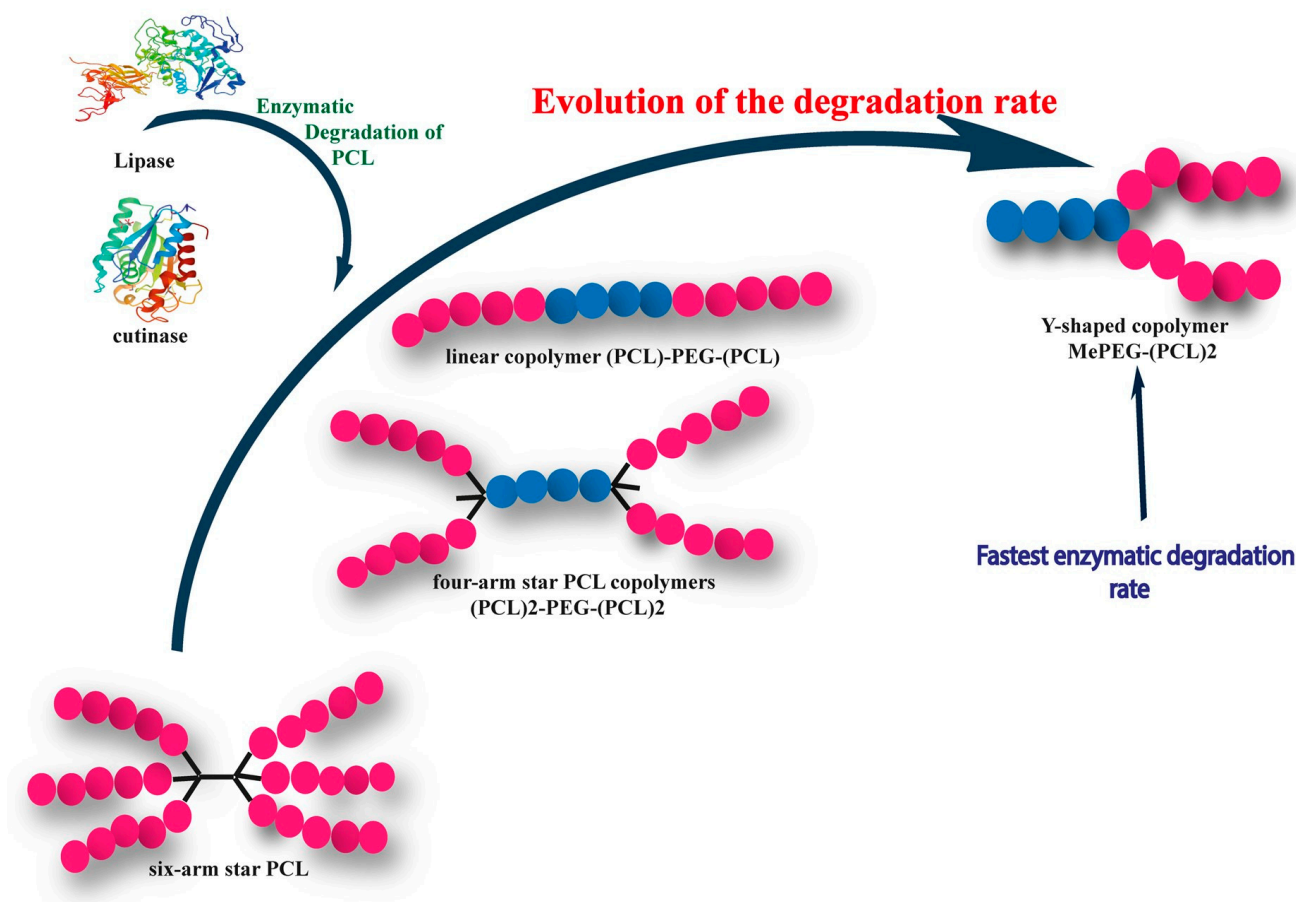 Enzymatic
Degradation of
PCL
Lipase
cutinase
Evolution of the degradation rate
linear copolymer (PCL)-PEG-(PCL)
Y-shaped copolymer
MePEG-(PCL)2
four-arm star PCL copolymers
(PCL)2-PEG-(PCL)2
Fastest enzymatic degradation
rate
six-arm star PCL